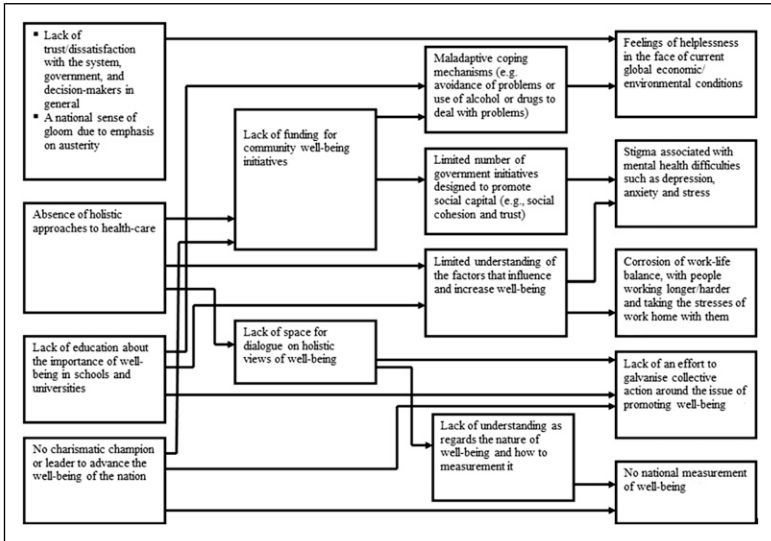 ▪ Lack of
trust/dissatisfaction
with the system,
government, and
decision-makers in
general
▪ A national sense of
gloom due to emphasis
on austerity
Absence of holistic
approaches to health-care
Lack of education about
the importance of well-
being in schools and
universities
No charismatic champion
or leader to advance the
well-being of the nation
Lack of funding for
community well-being
initiatives
Lack of space for
dialogue on holistic
views of well-being
Maladaptive coping
mechanisms (e.g.
avoidance of problems or
use of alcohol or drugs to
deal with problems)
Limited number of
government initiatives
designed to promote
social capital (e.g., social
cohesion and trust)
Limited understanding of
the factors that influence
and increase well-being
Lack of understanding as
regards the nature of
well-being and how to
measurement it
Feelings of helplessness
in the face of current
global economic/
environmental conditions
Stigma associated with
mental health difficulties
such as depression,
anxiety and stress
Corrosion of work-life
balance, with people
working longer/harder
and taking the stresses of
work home with them
Lack of an effort to
galvanise collective
action around the issue of
promoting well-being
No national measurement
of well-being